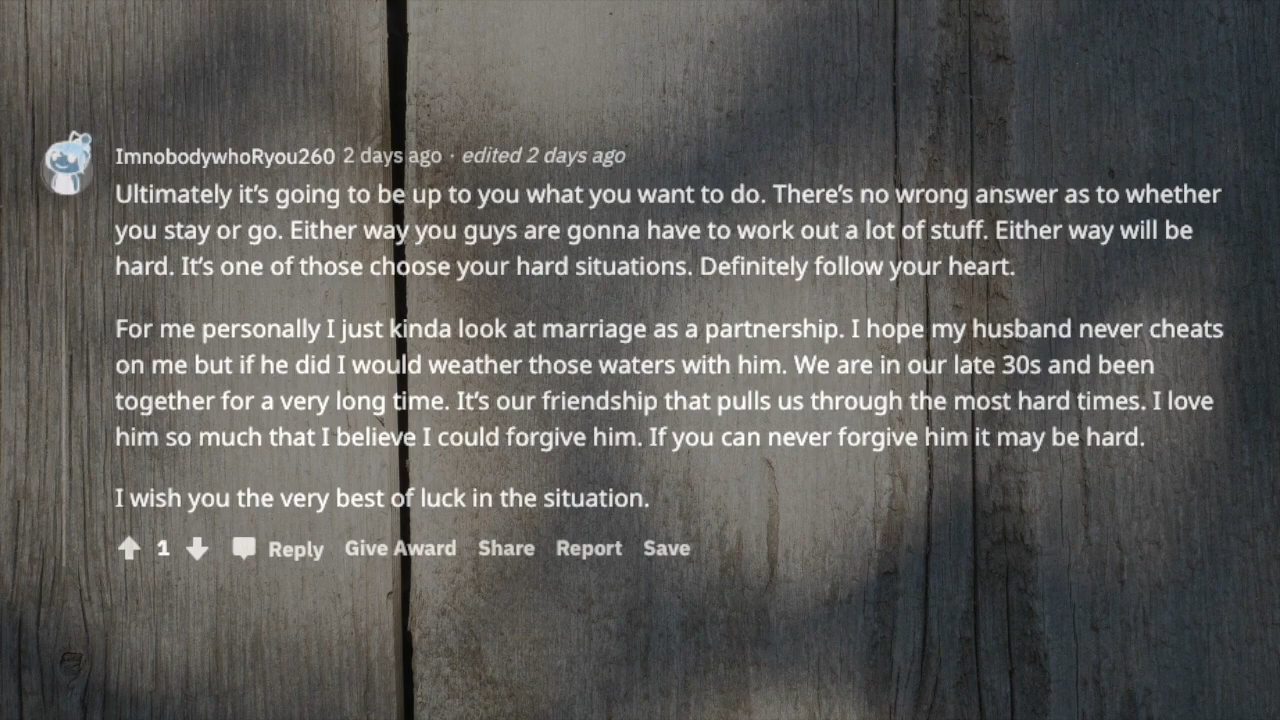 ImnobodywhoRyou260 2 days ago · edited 2 days ago
Ultimately it's going to be up to you what you want to do. There's no wrong answer as to whether
you stay or go. Either way you guys are gonna have to work out a lot of stuff. Either way will be
hard. It's one of those choose your hard situations. Definitely follow your heart.
For me personally I just kinda look at marriage as a partnership. I hope my husband never cheats
on me but if he did I would weather those waters with him. We are in our late 30s and been
together for a very long time. It's our friendship that pulls us through the most hard times. I love
him so much that I believe I could forgive him. If you can never forgive him it may be hard.
I wish you the very best of luck in the situation.
1 Reply Give Award Share Report Save